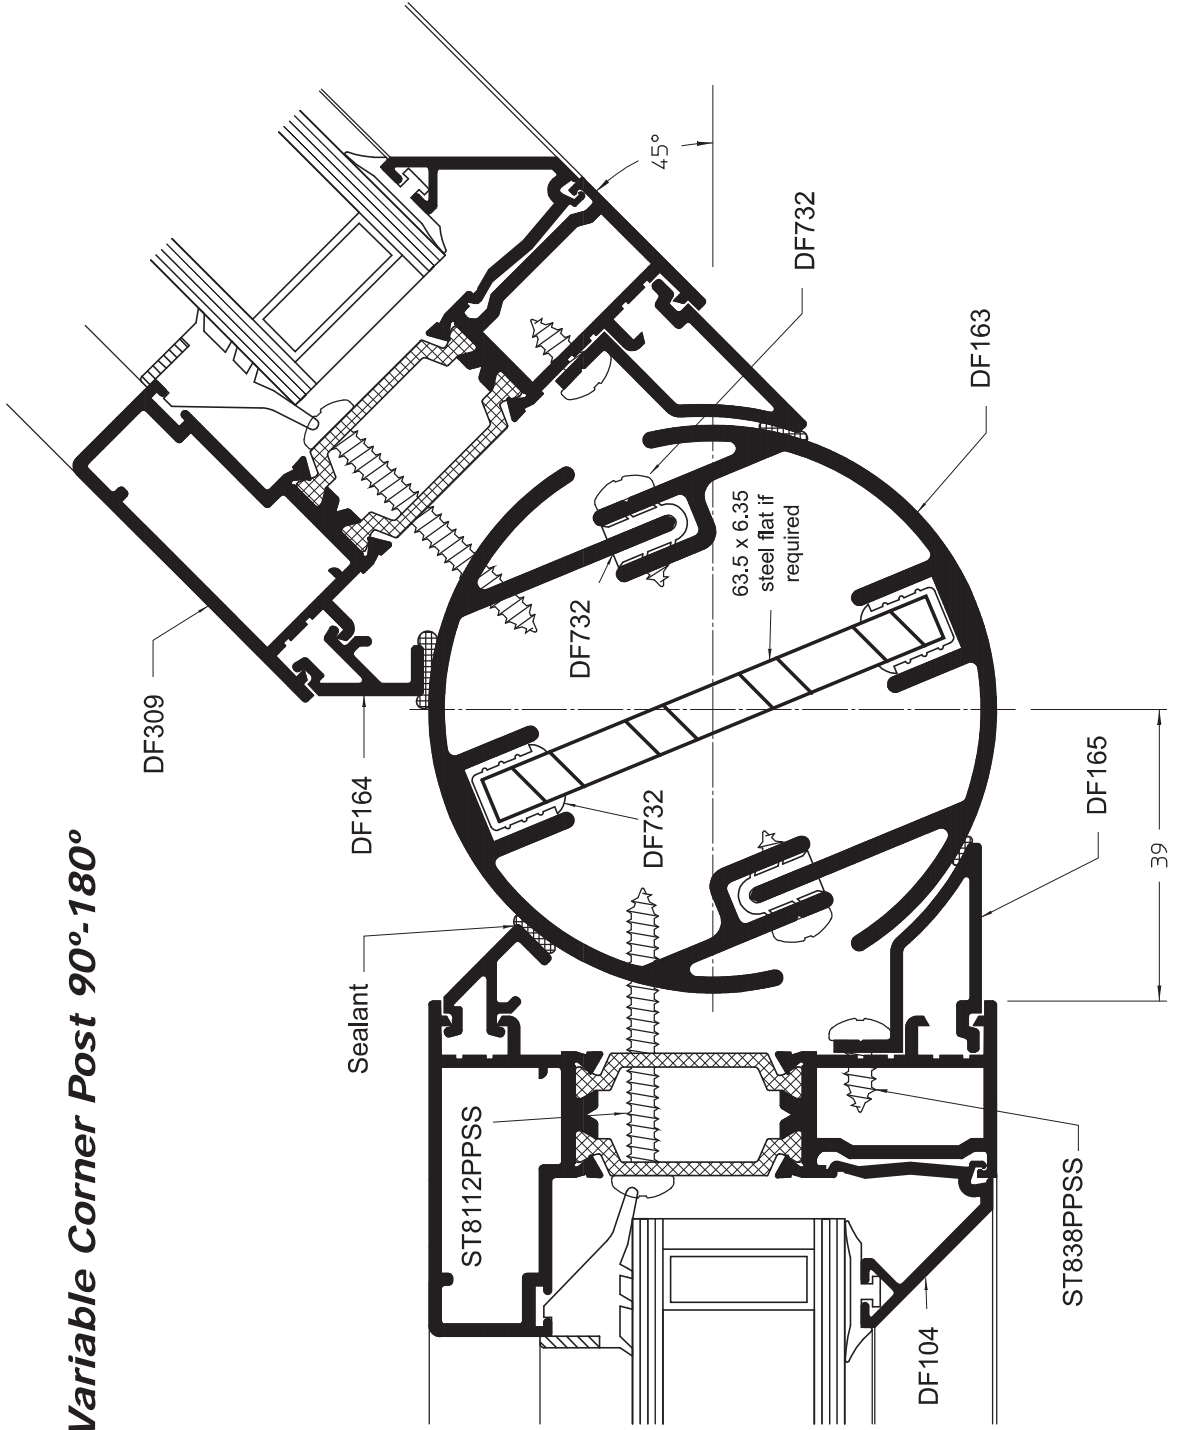 Variable Corner Post 90º-180º
DF309
DF164
Sealant
ST8112PPSS
DF732
DF732
DF732
63.5 x 6.35
steel flat if
required
45°
DF163
DF165
39
ST838PPSS
DF104